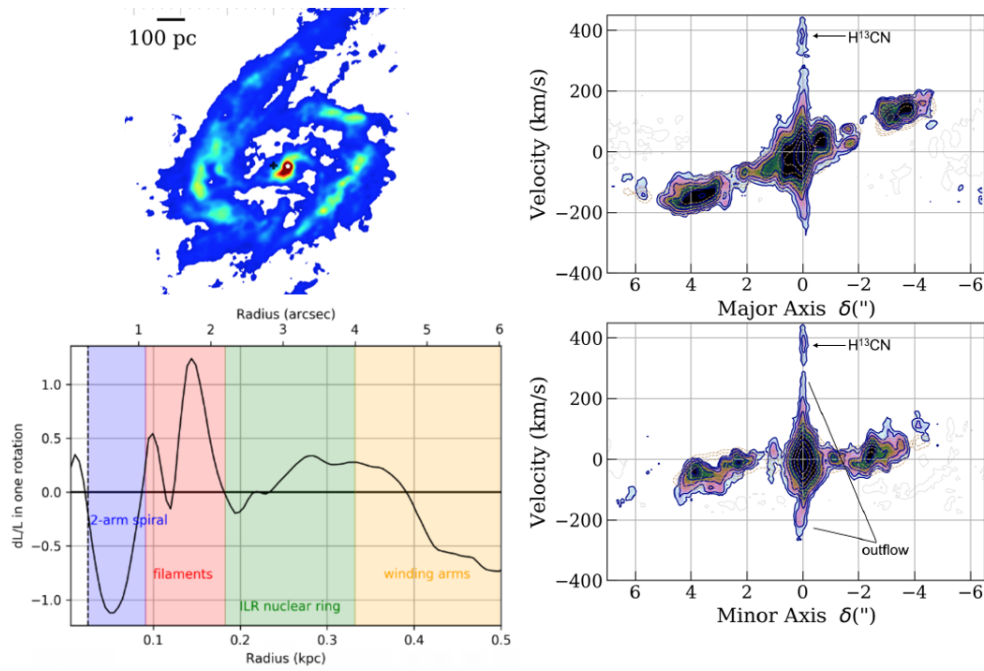 100 pc
Radius (arcsec)
1 2 3 4 5 6
dL/L in one rotation
1.0
0.5
0.0
−0.5
−1.0
2-arm spiral
filaments
ILR nuclear ring
winding arms
0.1 0.2 0.3 0.4 0.5
Radius (kpc)
Velocity (km/s)
400
200
0
−200
−400
H¹³CN
6 4 2 0 −2 −4 −6
Major Axis δ(")
Velocity (km/s)
400
200
0
−200
−400
H¹³CN
outflow
6 4 2 0 −2 −4 −6
Minor Axis δ(")